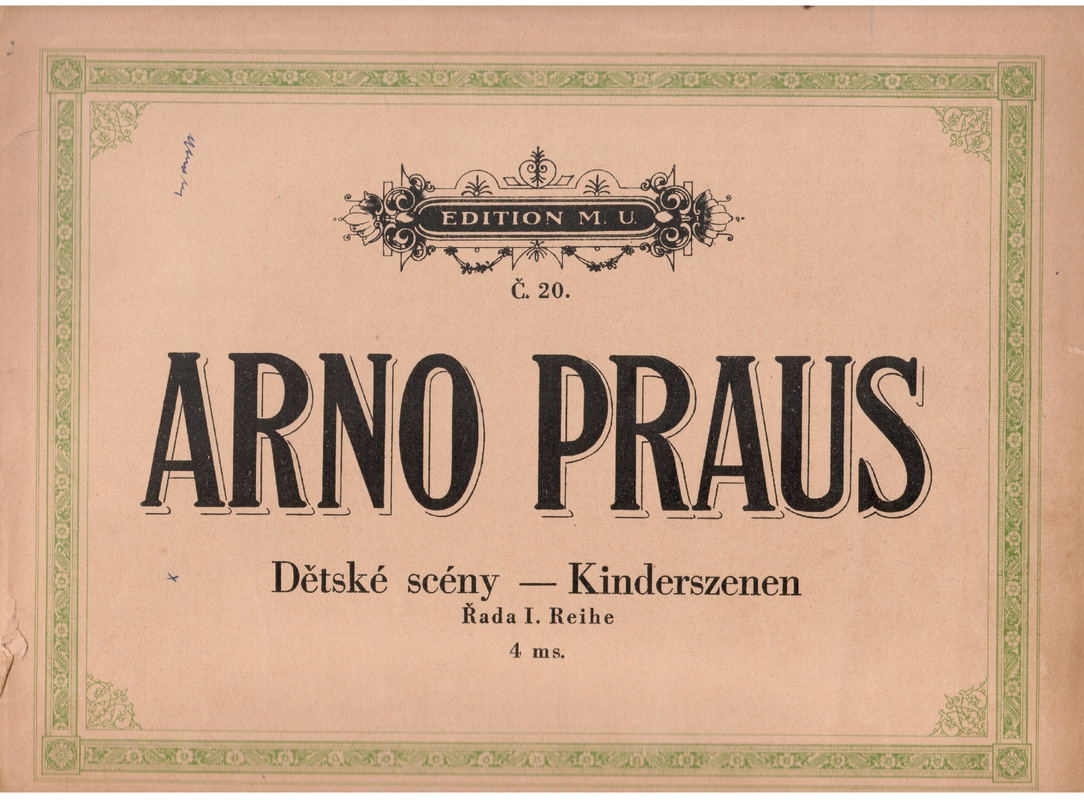 EDITION M. U.
Č. 20.
ARNO PRAUS
Dětské scény — Kinderszenen
Řada I. Reihe
4 ms.